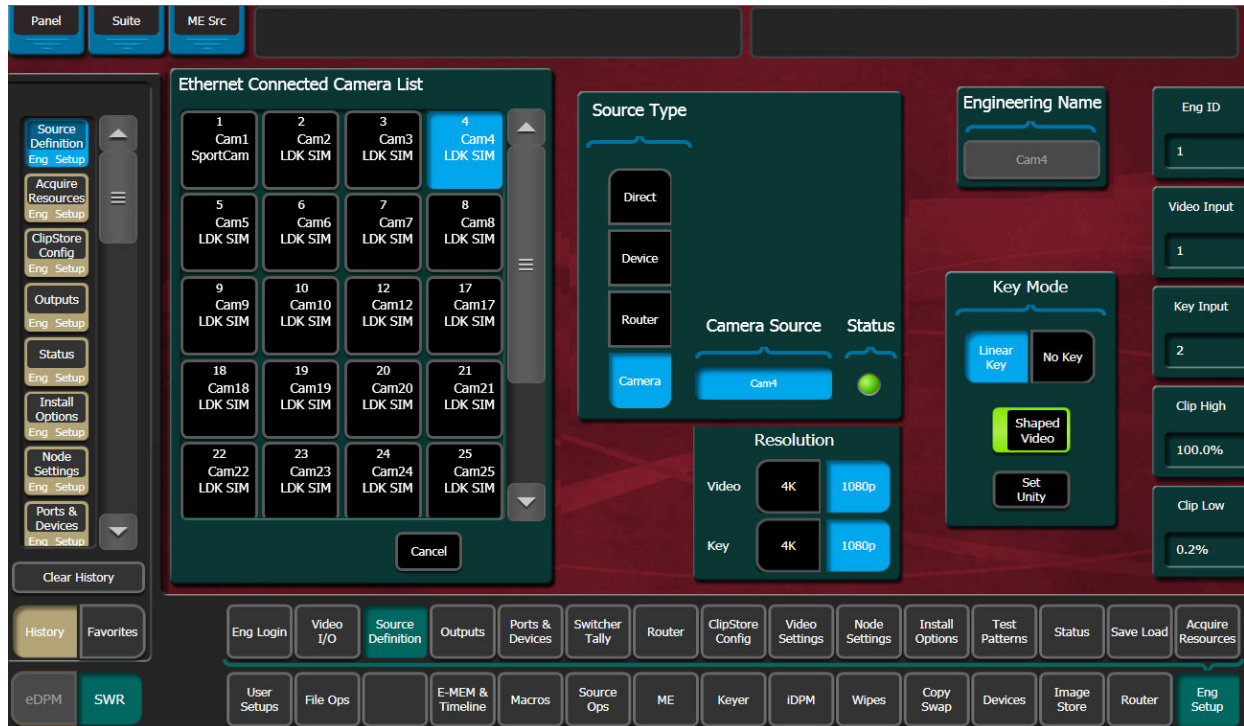 Panel
Suite
ME Src
Source
Definition
Eng Setup
Acquire
Resources
Eng Setup
ClipStore
Config
Eng Setup
Outputs
Eng Setup
Status
Eng Setup
Install
Options
Eng Setup
Node
Settings
Eng Setup
Ports &
Devices
Eng Setup
Clear History
History
Favorites
eDPM
SWR
Ethernet Connected Camera List
1
Cam1
SportCam
2
Cam2
LDK SIM
3
Cam3
LDK SIM
4
Cam4
LDK SIM
5
Cam5
LDK SIM
6
Cam6
LDK SIM
7
Cam7
LDK SIM
8
Cam8
LDK SIM
9
Cam9
LDK SIM
10
Cam10
LDK SIM
12
Cam12
LDK SIM
17
Cam17
LDK SIM
18
Cam18
LDK SIM
19
Cam19
LDK SIM
20
Cam20
LDK SIM
21
Cam21
LDK SIM
22
Cam22
LDK SIM
23
Cam23
LDK SIM
24
Cam24
LDK SIM
25
Cam25
LDK SIM
Cancel
Source Type
Direct
Device
Router
Camera
Camera Source
Cam4
Status
Resolution
Video
4K
1080p
Key
4K
1080p
Engineering Name
Cam4
Key Mode
Linear
Key
No Key
Shaped
Video
Set
Unity
Eng ID
1
Video Input
1
Key Input
2
Clip High
100.0%
Clip Low
0.2%
Eng Login
Video
I/O
Source
Definition
Outputs
Ports &
Devices
Switcher
Tally
Router
ClipStore
Config
Video
Settings
Node
Settings
Install
Options
Test
Patterns
Status
Save Load
Acquire
Resources
User
Setups
File Ops
E-MEM &
Timeline
Macros
Source
Ops
ME
Keyer
iDPM
Wipes
Copy
Swap
Devices
Image
Store
Router
Eng
Setup